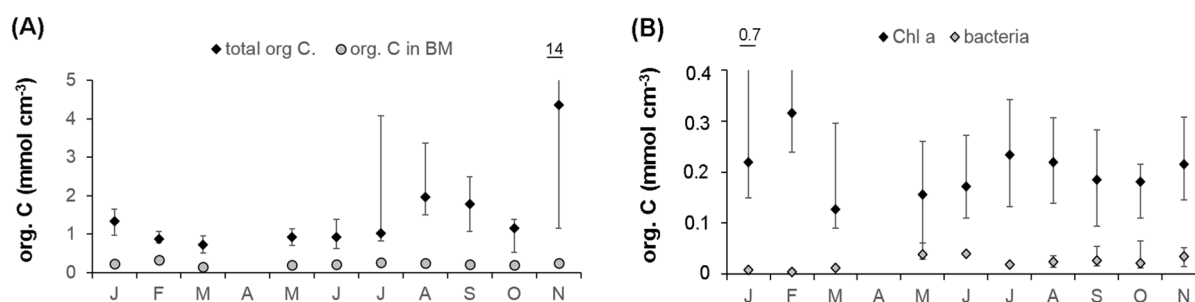 (A)
◆ total org C. ○ org. C in BM
14
org. C (mmol cm-3)
5
4
3
2
1
0
J F M A M J J A S O N
(B)
0.7
◆ Chl a ◇ bacteria
org. C (mmol cm-3)
0.4
0.3
0.2
0.1
0
J F M A M J J A S O N